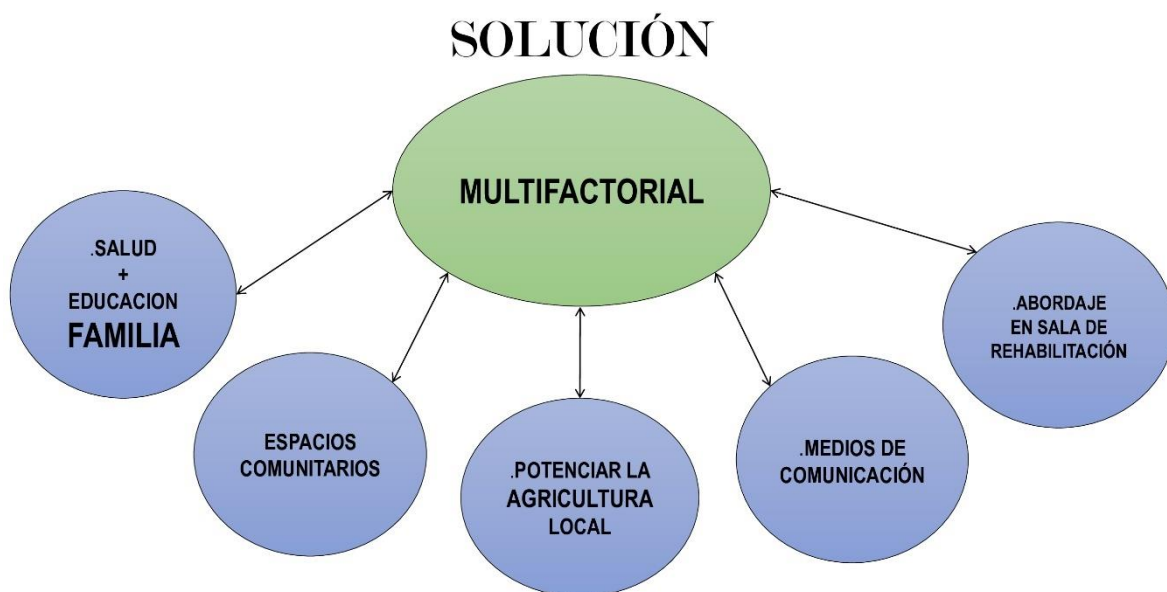 SOLUCIÓN
MULTIFACTORIAL
.SALUD
+
EDUCACION
FAMILIA
ESPACIOS
COMUNITARIOS
.POTENCIAR LA
AGRICULTURA
LOCAL
.MEDIOS DE
COMUNICACIÓN
.ABORDAJE
EN SALA DE
REHABILITACIÓN